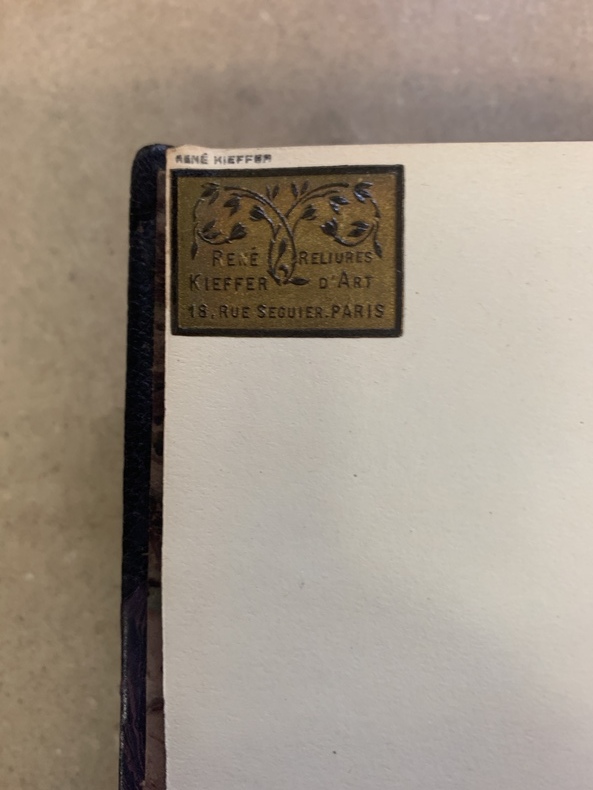 RENÉ KIEFFER
RENÉ RELIURES
KIEFFER D'ART
18, RUE SEGUIER. PARIS